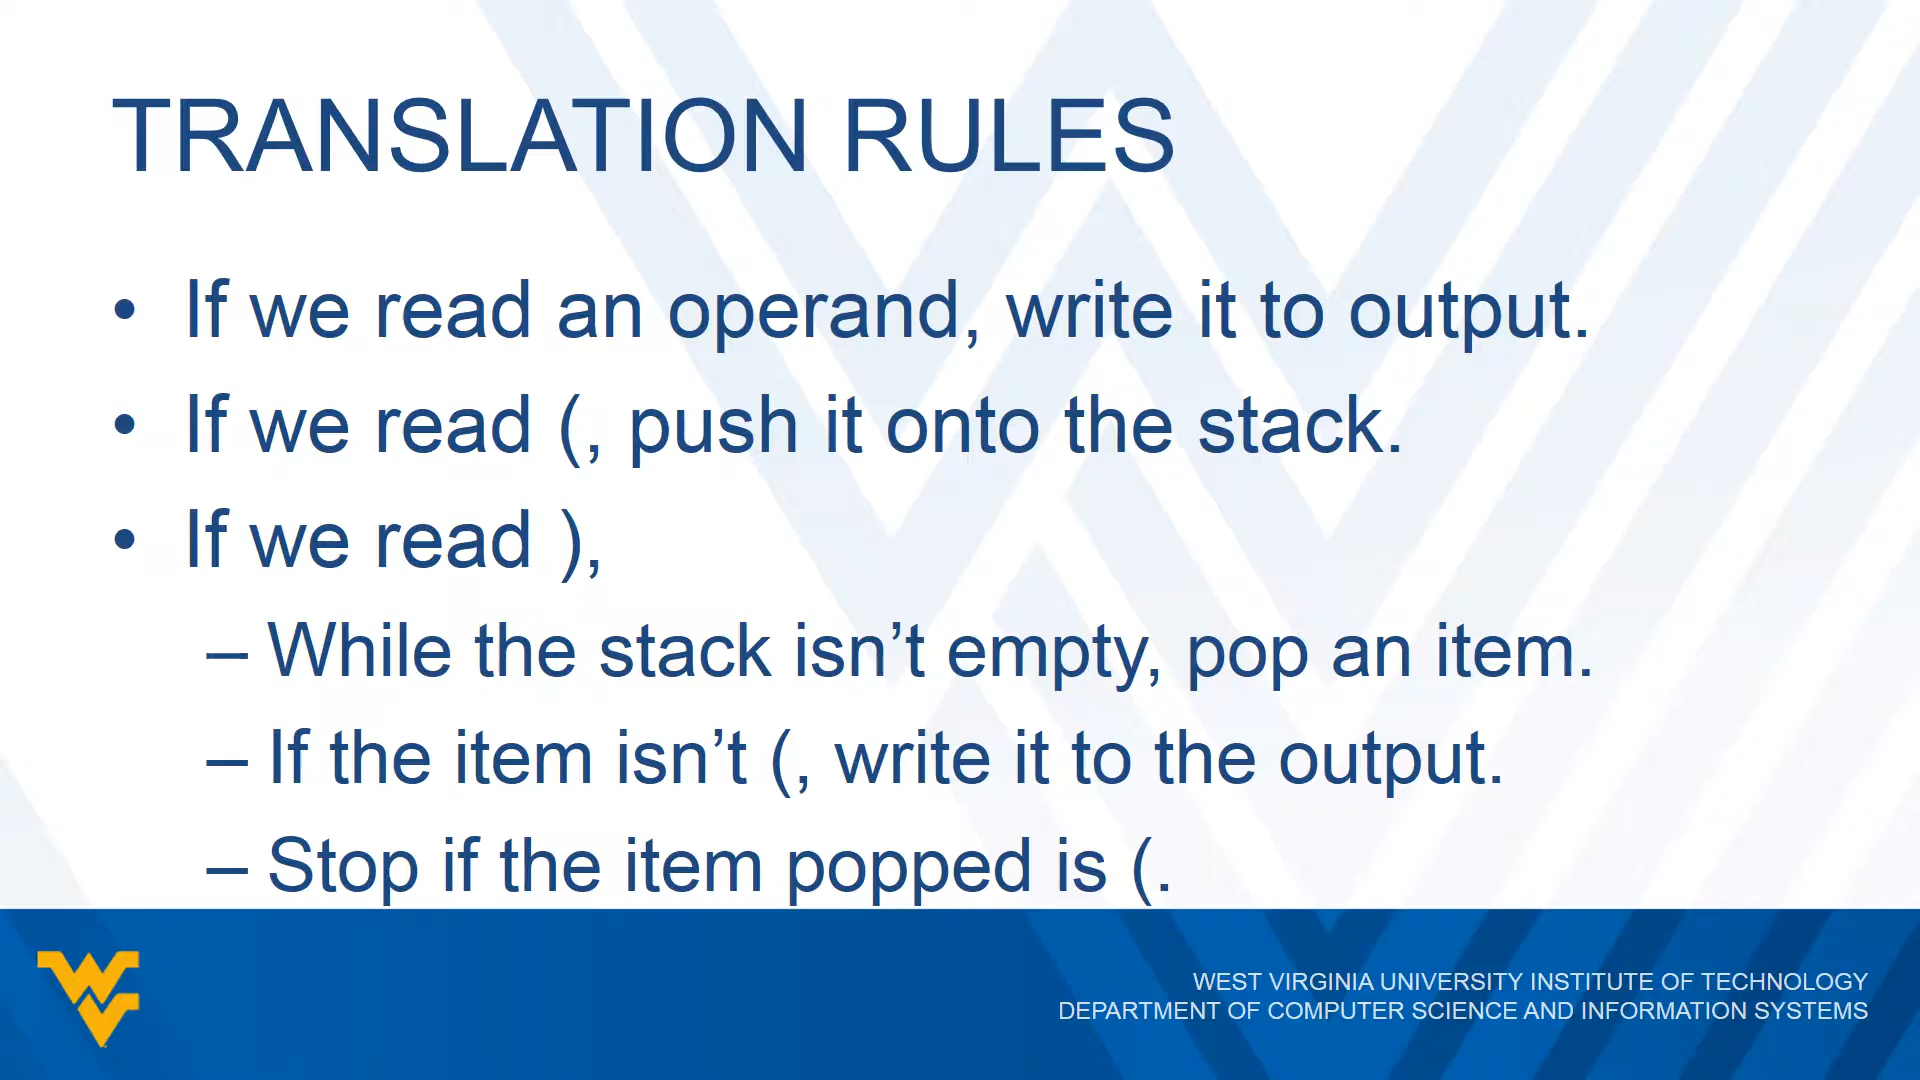 TRANSLATION RULES
• If we read an operand, write it to output.
• If we read (, push it onto the stack.
• If we read ),
– While the stack isn’t empty, pop an item.
– If the item isn’t (, write it to the output.
– Stop if the item popped is (.
WEST VIRGINIA UNIVERSITY INSTITUTE OF TECHNOLOGY
DEPARTMENT OF COMPUTER SCIENCE AND INFORMATION SYSTEMS